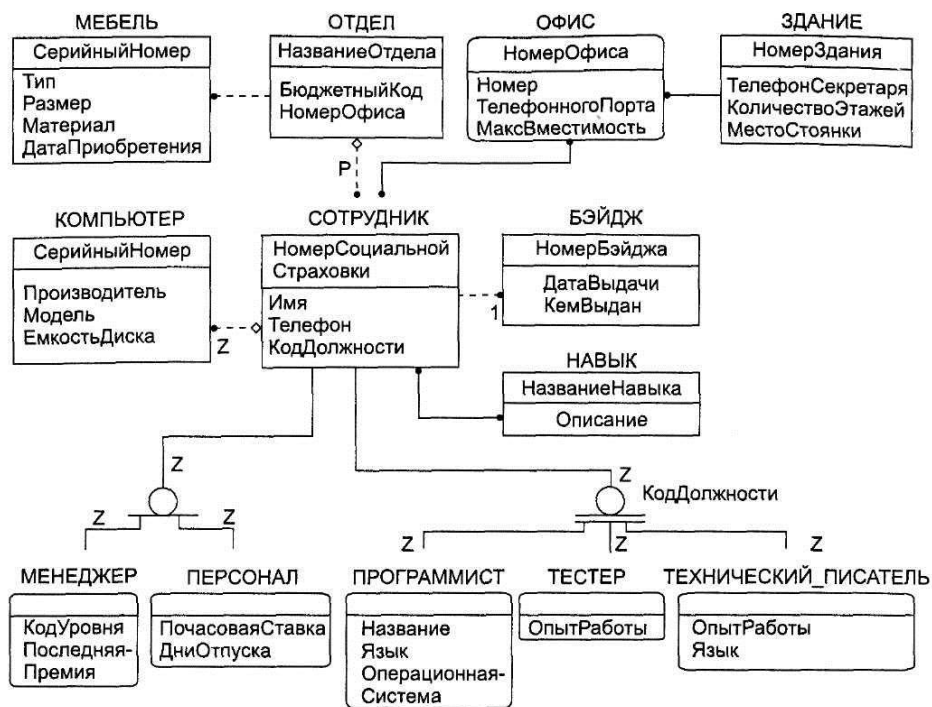 МЕБЕЛЬ
СерийныйНомер
Тип
Размер
Материал
ДатаПриобретения
ОТДЕЛ
НазваниеОтдела
БюджетныйКод
НомерОфиса
ОФИС
НомерОфиса
Номер
ТелефонногоПорта
МаксВместимость
ЗДАНИЕ
НомерЗдания
ТелефонСекретаря
КоличествоЭтажей
МестоСтоянки
P
КОМПЬЮТЕР
СерийныйНомер
Производитель
Модель
ЕмкостьДиска
Z
СОТРУДНИК
НомерСоциальной
Страховки
Имя
Телефон
КодДолжности
1
БЭЙДЖ
НомерБэйджа
ДатаВыдачи
КемВыдан
НАВЫК
НазваниеНавыка
Описание
Z
Z
Z
Z
КодДолжности
Z
Z
Z
МЕНЕДЖЕР
КодУровня
Последняя-
Премия
ПЕРСОНАЛ
ПочасоваяСтавка
ДниОтпуска
ПРОГРАММИСТ
Название
Язык
Операционная-
Система
ТЕСТЕР
ОпытРаботы
ТЕХНИЧЕСКИЙ_ПИСАТЕЛЬ
ОпытРаботы
Язык